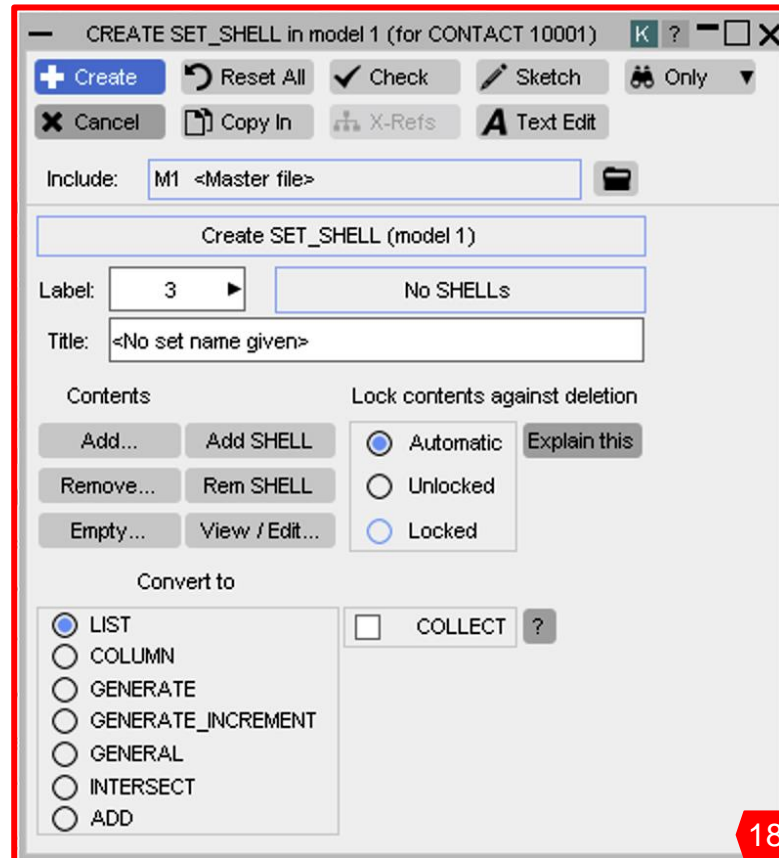 CREATE SET_SHELL in model 1 (for CONTACT 10001) K ?
Create Reset All Check Sketch Only
Cancel Copy In X-Refs A Text Edit
Include: M1 <Master file>
Create SET_SHELL (model 1)
Label: 3 No SHELLs
Title: <No set name given>
Contents Lock contents against deletion
Add... Add SHELL Automatic Explain this
Remove... Rem SHELL Unlocked
Empty... View / Edit... Locked
Convert to
LIST COLLECT ?
COLUMN
GENERATE
GENERATE_INCREMENT
GENERAL
INTERSECT
ADD
18